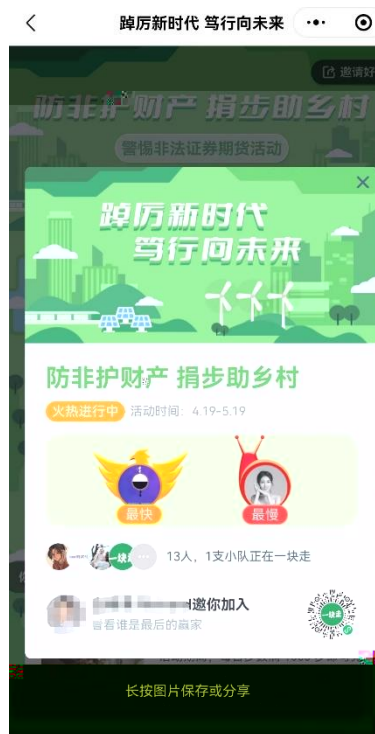 踔厉新时代 笃行向未来
邀请好
防非护财产 捐步助乡村
警惕非法证券期货活动
踔厉新时代
笃行向未来
防非护财产 捐步助乡村
火热进行中 活动时间：4.19-5.19
最快
最慢
一块走
13人，1支小队正在一块走
邀你加入
看谁是最后的赢家
一块走
长按图片保存或分享